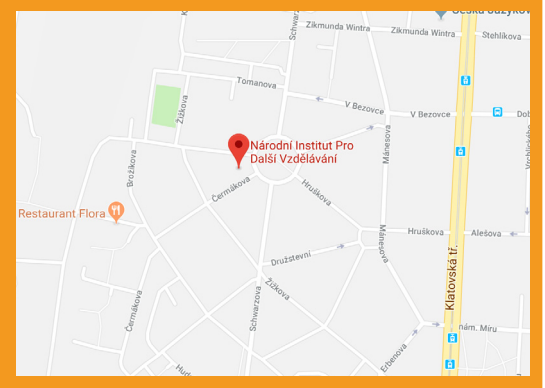 Zikmunda Wintra
Zikmunda Wintra
Stehlíkova
Schwarz
Tomanova
V Bezovce
V Bezovce
Žižkova
Mánesova
Národní Institut Pro
Další Vzdělávání
Brožíkova
Čermákova
Hruškova
Restaurant Flora
Hruškova
Alešova
Mánesova
Družstevní
Klatovská tř.
Žižkova
Schwarzova
Čermákova
nám. Míru
Erbenova